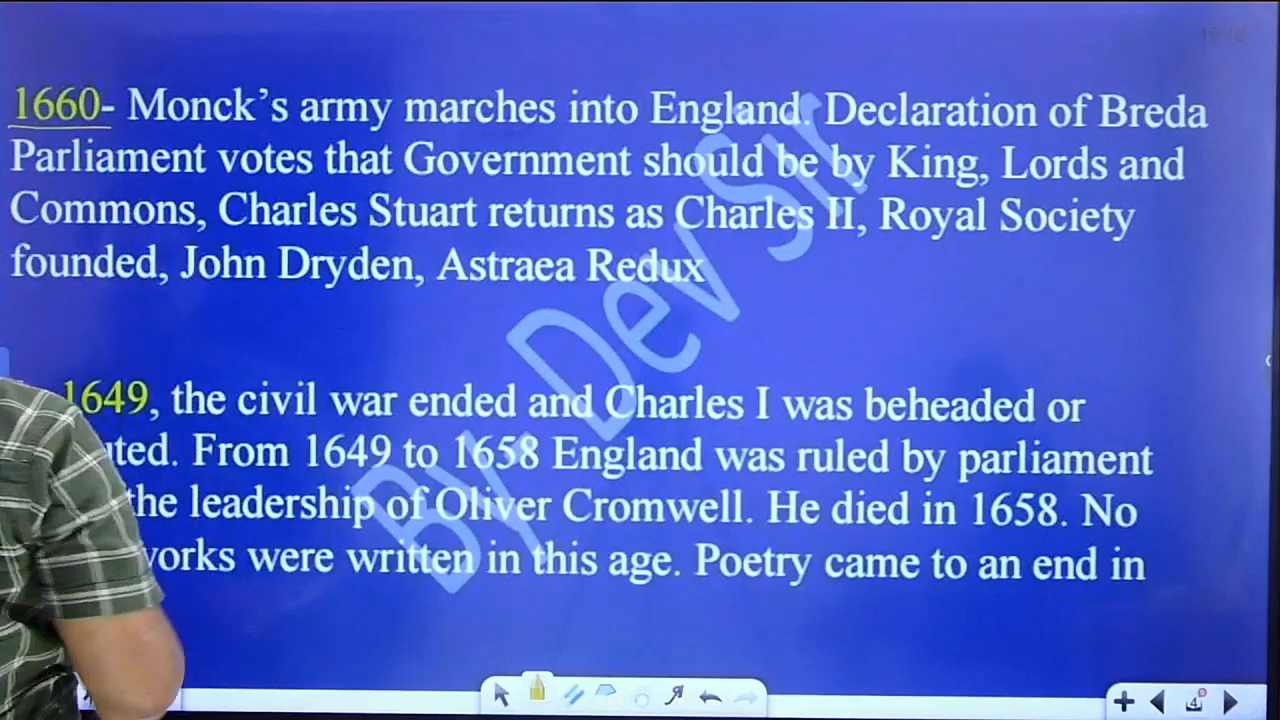 1660- Monck's army marches into England. Declaration of Breda
Parliament votes that Government should be by King, Lords and
Commons, Charles Stuart returns as Charles II, Royal Society
founded, John Dryden, Astraea Redux
1649, the civil war ended and Charles I was beheaded or
From 1649 to 1658 England was ruled by parliament
the leadership of Oliver Cromwell. He died in 1658. No
were written in this age. Poetry came to an end in
By Dev Sir